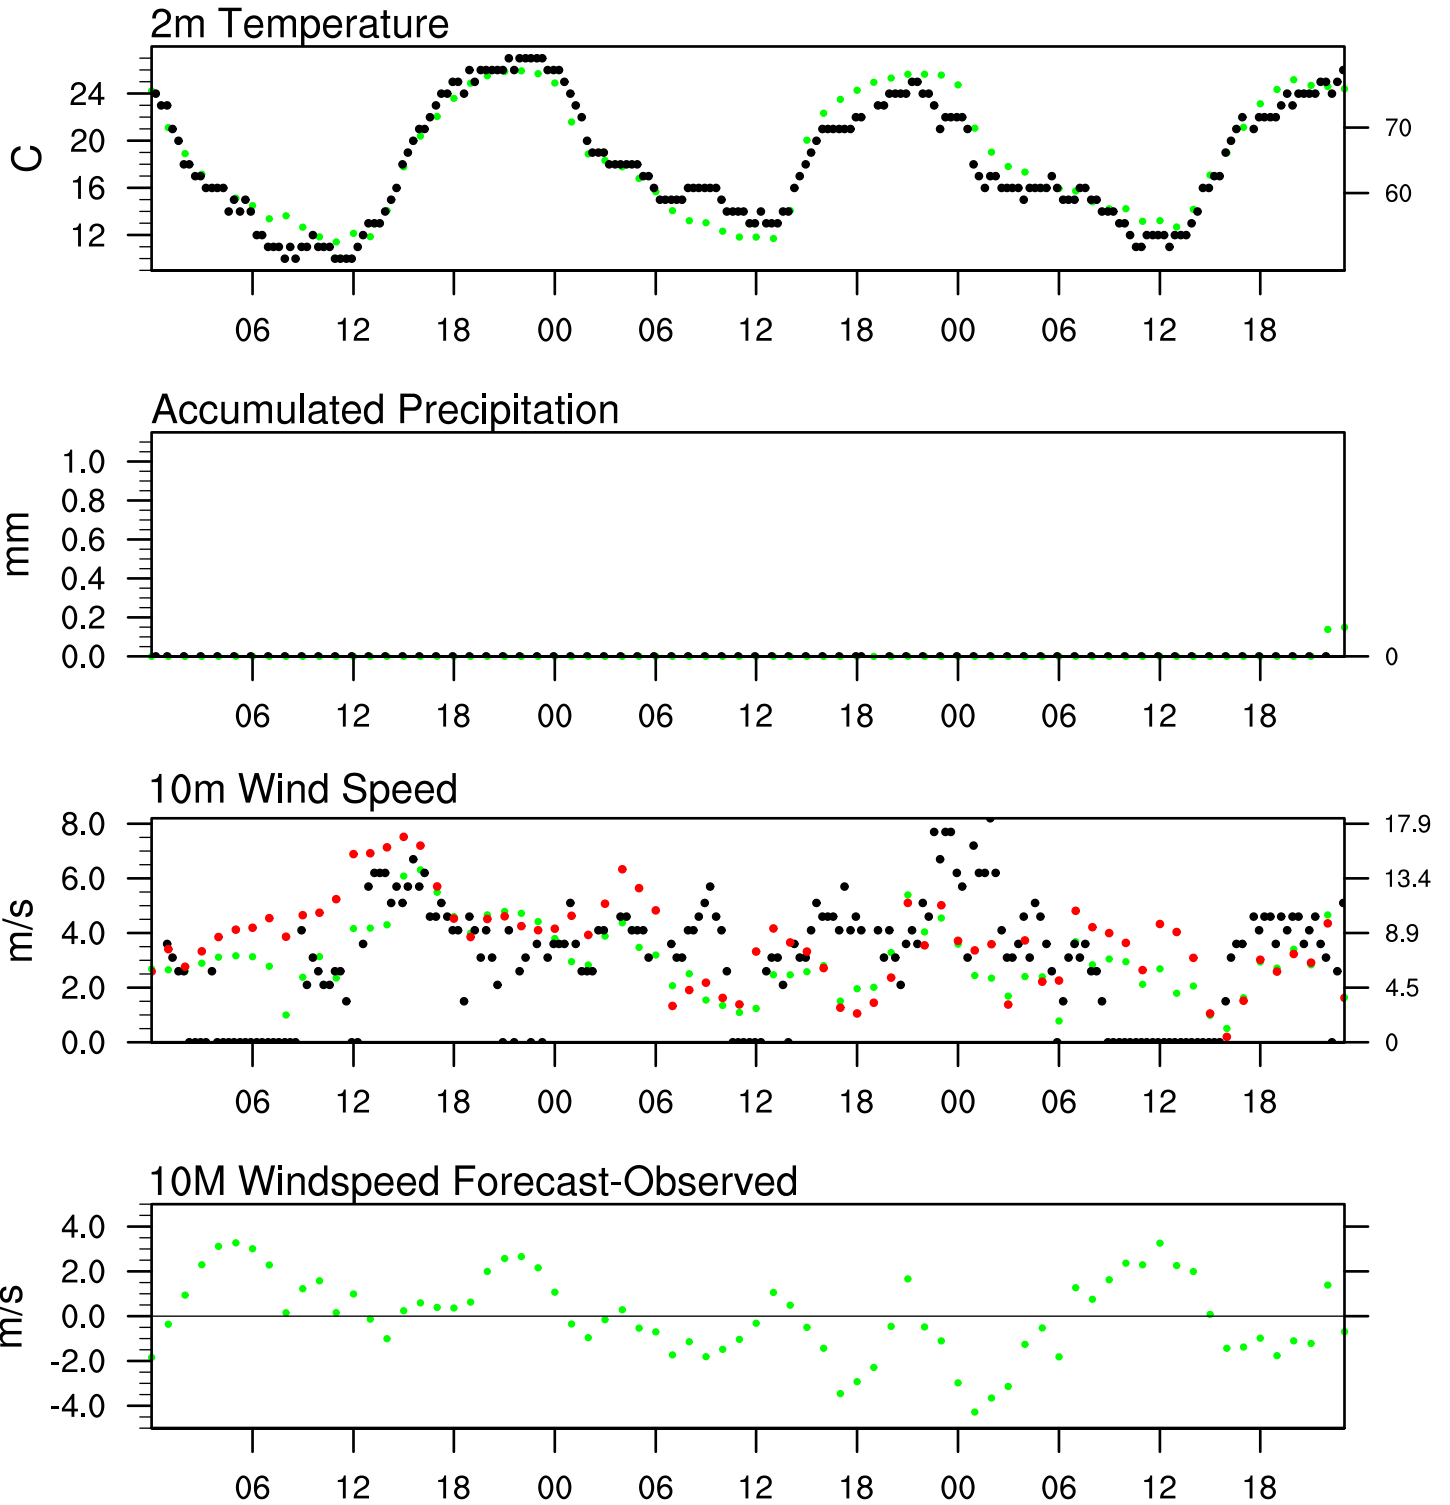 2m Temperature
C
24
20
16
12
70
60
06 12 18 00 06 12 18 00 06 12 18
Accumulated Precipitation
mm
1.0
0.8
0.6
0.4
0.2
0.0
0
06 12 18 00 06 12 18 00 06 12 18
10m Wind Speed
m/s
8.0
6.0
4.0
2.0
0.0
17.9
13.4
8.9
4.5
0
06 12 18 00 06 12 18 00 06 12 18
10M Windspeed Forecast-Observed
m/s
4.0
2.0
0.0
-2.0
-4.0
06 12 18 00 06 12 18 00 06 12 18